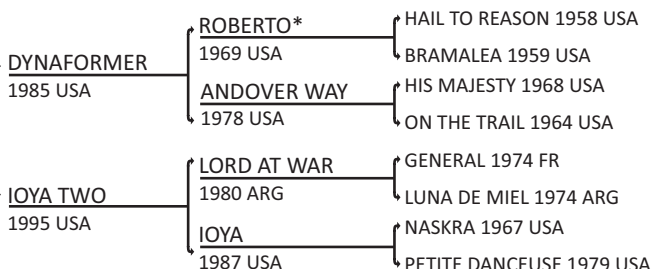 DYNAFORMER
1985 USA
ROBERTO*
1969 USA
HAIL TO REASON 1958 USA
BRAMALEA 1959 USA
ANDOVER WAY
1978 USA
HIS MAJESTY 1968 USA
ON THE TRAIL 1964 USA
IOYA TWO
1995 USA
LORD AT WAR
1980 ARG
GENERAL 1974 FR
LUNA DE MIEL 1974 ARG
IOYA
1987 USA
NASKRA 1967 USA
PETITE DANCEUSE 1979 USA